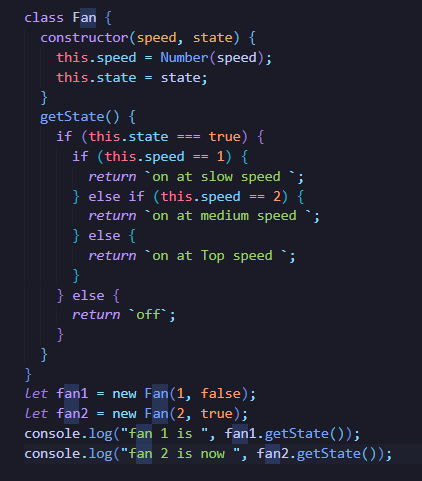 class Fan {
  constructor(speed, state) {
    this.speed = Number(speed);
    this.state = state;
  }
  getState() {
    if (this.state === true) {
      if (this.speed == 1) {
        return `on at slow speed `;
      } else if (this.speed == 2) {
        return `on at medium speed `;
      } else {
        return `on at Top speed `;
      }
    } else {
      return `off`;
    }
  }
}
let fan1 = new Fan(1, false);
let fan2 = new Fan(2, true);
console.log("fan 1 is ", fan1.getState());
console.log("fan 2 is now ", fan2.getState());